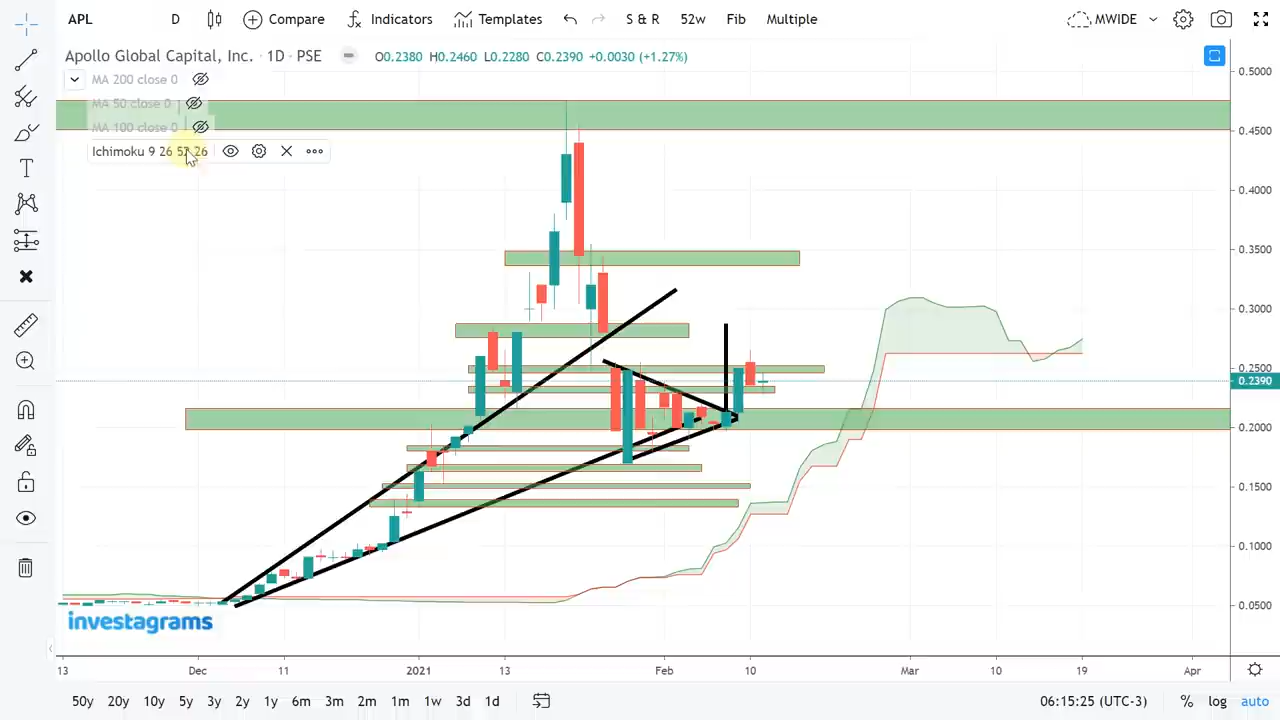 APL D Compare Indicators Templates S & R 52w Fib Multiple MWIDE
Apollo Global Capital, Inc. · 1D · PSE O0.2380 H0.2460 L0.2280 C0.2390 +0.0030 (+1.27%)
MA 200 close 0
MA 50 close 0
MA 100 close 0
Ichimoku 9 26 52 26
0.5000
0.4500
0.4000
0.3500
0.3000
0.2500
0.2390
0.2000
0.1500
0.1000
0.0500
investagrams
13 Dec 11 2021 13 Feb 10 Mar 10 19 Apr
50y 20y 10y 5y 3y 2y 1y 6m 3m 2m 1m 1w 3d 1d 06:15:25 (UTC-3) % log auto